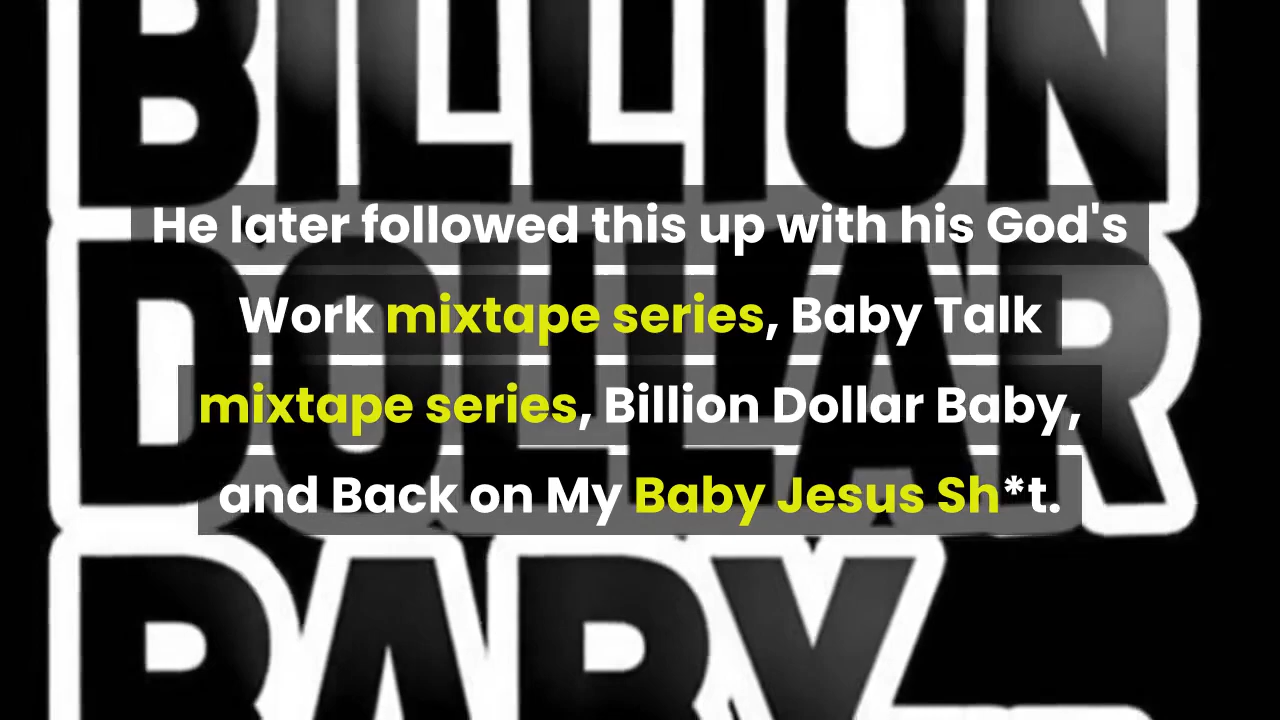 BILLION
DOLLAR
BABY
He later followed this up with his God's
Work mixtape series, Baby Talk
mixtape series, Billion Dollar Baby,
and Back on My Baby Jesus Sh*t.